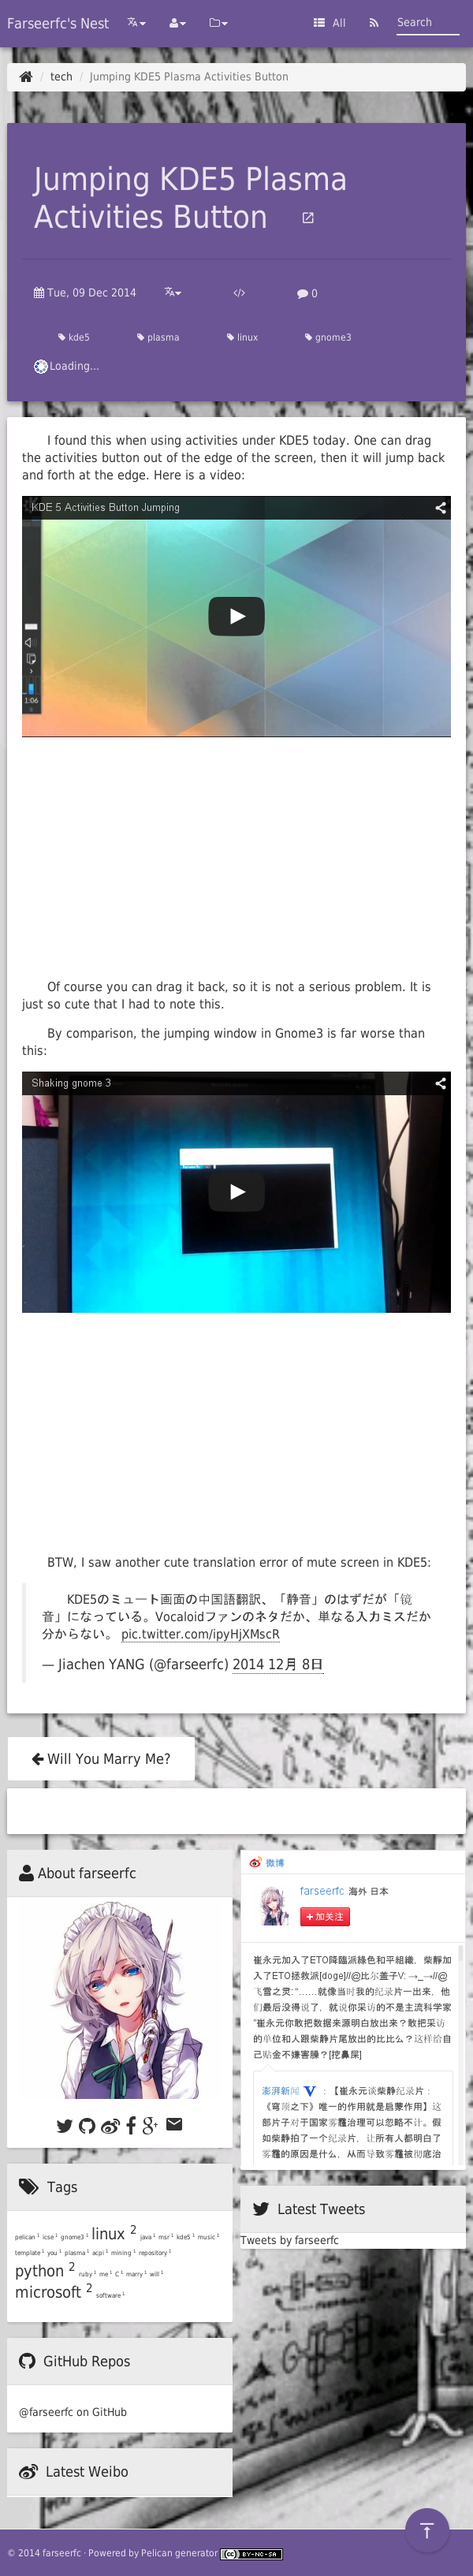 Farseerfc's Nest
All
Search
tech / Jumping KDE5 Plasma Activities Button
Jumping KDE5 Plasma
Activities Button
Tue, 09 Dec 2014
</>
0
kde5
plasma
linux
gnome3
Loading...
I found this when using activities under KDE5 today. One can drag
the activities button out of the edge of the screen, then it will jump back
and forth at the edge. Here is a video:
KDE 5 Activities Button Jumping
1:06
Of course you can drag it back, so it is not a serious problem. It is
just so cute that I had to note this.
By comparison, the jumping window in Gnome3 is far worse than
this:
Shaking gnome 3
BTW, I saw another cute translation error of mute screen in KDE5:
KDE5のミュート画面の中国語翻訳、「静音」のはずだが「镜
音」になっている。Vocaloidファンのネタだか、単なる入力ミスだか
分からない。 pic.twitter.com/ipyHjXMscR
— Jiachen YANG (@farseerfc) 2014 12月 8日
Will You Marry Me?
About farseerfc
Tags
pelican 1 icse 1 gnome3 1 linux 2 java 1 msr 1 kde5 1 music 1
template 1 you 1 plasma 1 acpi 1 mining 1 repository 1
python 2 ruby 1 me 1 C 1 marry 1 will 1
microsoft 2 software 1
GitHub Repos
@farseerfc on GitHub
Latest Weibo
微博
farseerfc 海外 日本
+ 加关注
崔永元加入了ETO降臨派綠色和平組織，柴靜加
入了ETO拯救派[doge]//@比尔盖子V: →_→//@
飞雪之灵: "……就像当时我的纪录片一出来，他
们最后没得说了，就说你采访的不是主流科学家
"崔永元你敢把数据来源明白放出来？敢把采访
的单位和人跟柴静片尾放出的比比么？这样给自
己贴金不嫌害臊？[挖鼻屎]
澎湃新闻 V ：【崔永元谈柴静纪录片：
《穹顶之下》唯一的作用就是启蒙作用】这
部片子对于国家雾霾治理可以忽略不计。假
如柴静拍了一个纪录片，让所有人都明白了
雾霾的原因是什么，从而导致雾霾被彻底治
Latest Tweets
Tweets by farseerfc
© 2014 farseerfc · Powered by Pelican generator
cc BY-NC-SA